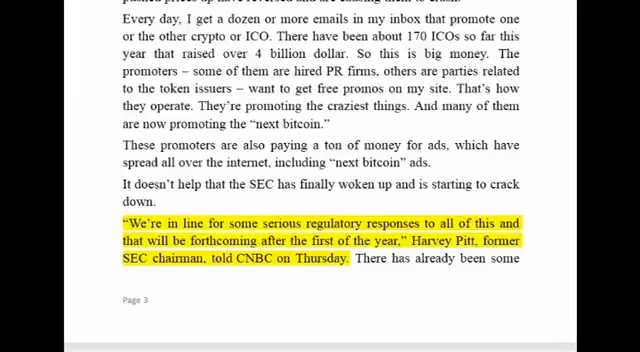 pushed prices up have reversed and are causing them to crash.
Every day, I get a dozen or more emails in my inbox that promote one
or the other crypto or ICO. There have been about 170 ICOs so far this
year that raised over 4 billion dollar. So this is big money. The
promoters – some of them are hired PR firms, others are parties related
to the token issuers – want to get free promos on my site. That's how
they operate. They're promoting the craziest things. And many of them
are now promoting the “next bitcoin.”
These promoters are also paying a ton of money for ads, which have
spread all over the internet, including “next bitcoin” ads.
It doesn't help that the SEC has finally woken up and is starting to crack
down.
“We're in line for some serious regulatory responses to all of this and
that will be forthcoming after the first of the year,” Harvey Pitt, former
SEC chairman, told CNBC on Thursday. There has already been some
Page 3